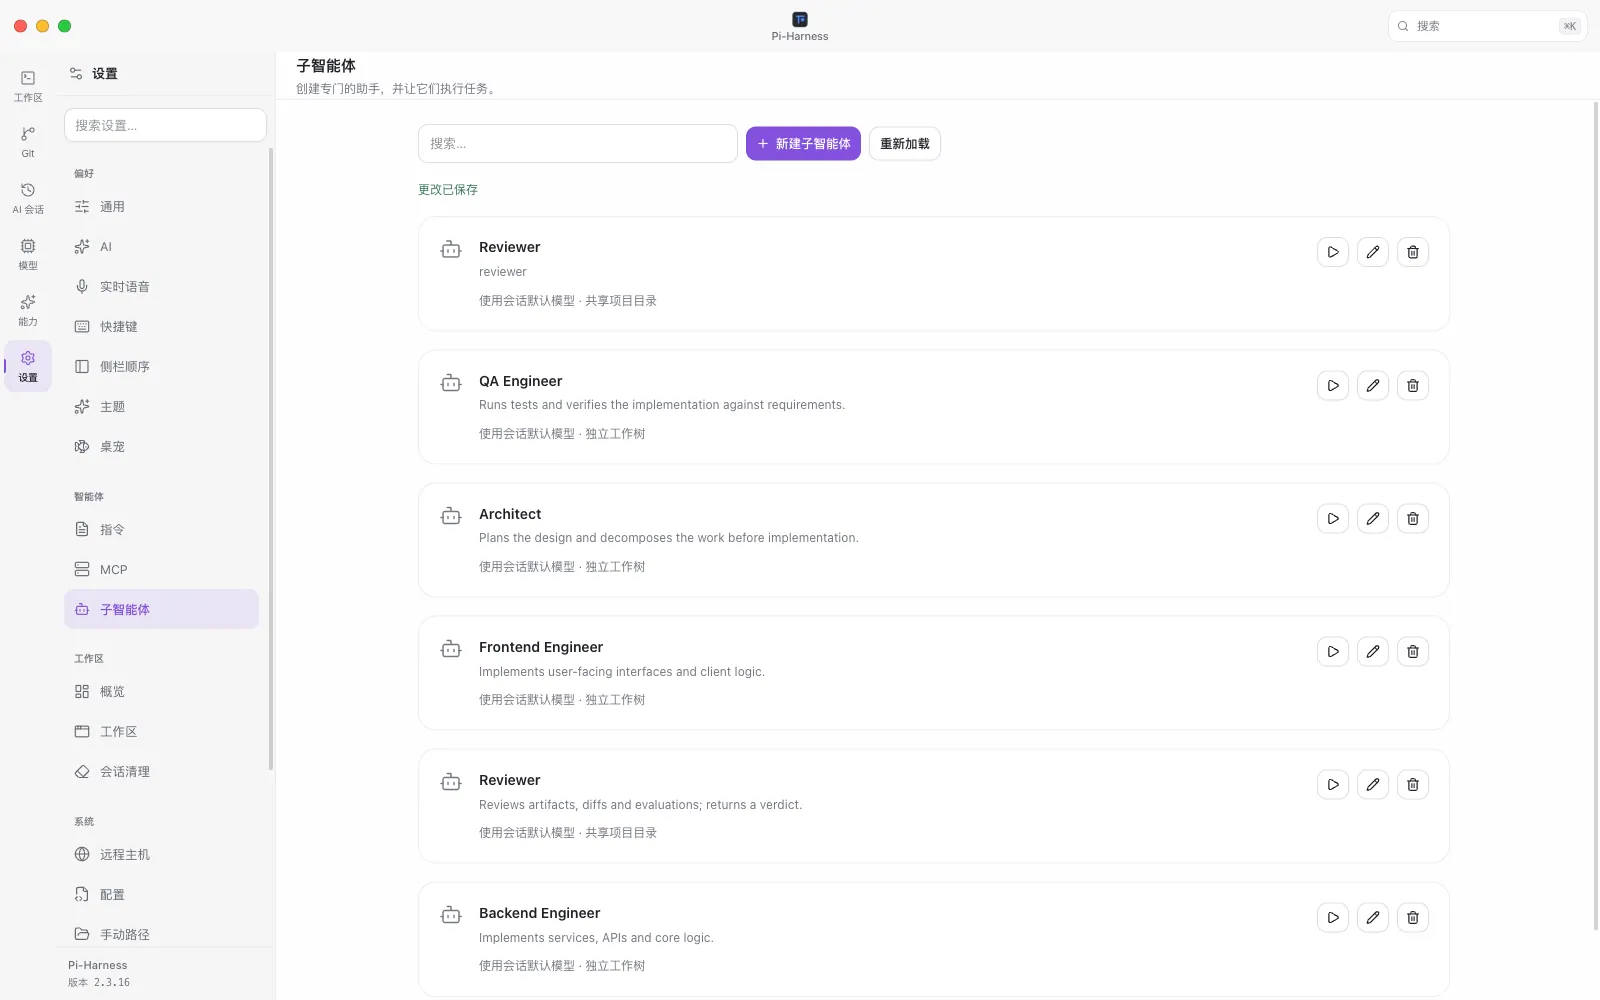 Pi-Harness
搜索
⌘K
工作区
Git
AI 会话
模型
能力
设置
设置
搜索设置...
偏好
通用
AI
实时语音
快捷键
侧栏顺序
主题
桌宠
智能体
指令
MCP
子智能体
工作区
概览
工作区
会话清理
系统
远程主机
配置
手动路径
Pi-Harness
版本 2.3.16
子智能体
创建专门的助手，并让它们执行任务。
搜索...
新建子智能体
重新加载
更改已保存
Reviewer
reviewer
使用会话默认模型 · 共享项目目录
QA Engineer
Runs tests and verifies the implementation against requirements.
使用会话默认模型 · 独立工作树
Architect
Plans the design and decomposes the work before implementation.
使用会话默认模型 · 独立工作树
Frontend Engineer
Implements user-facing interfaces and client logic.
使用会话默认模型 · 独立工作树
Reviewer
Reviews artifacts, diffs and evaluations; returns a verdict.
使用会话默认模型 · 共享项目目录
Backend Engineer
Implements services, APIs and core logic.
使用会话默认模型 · 独立工作树